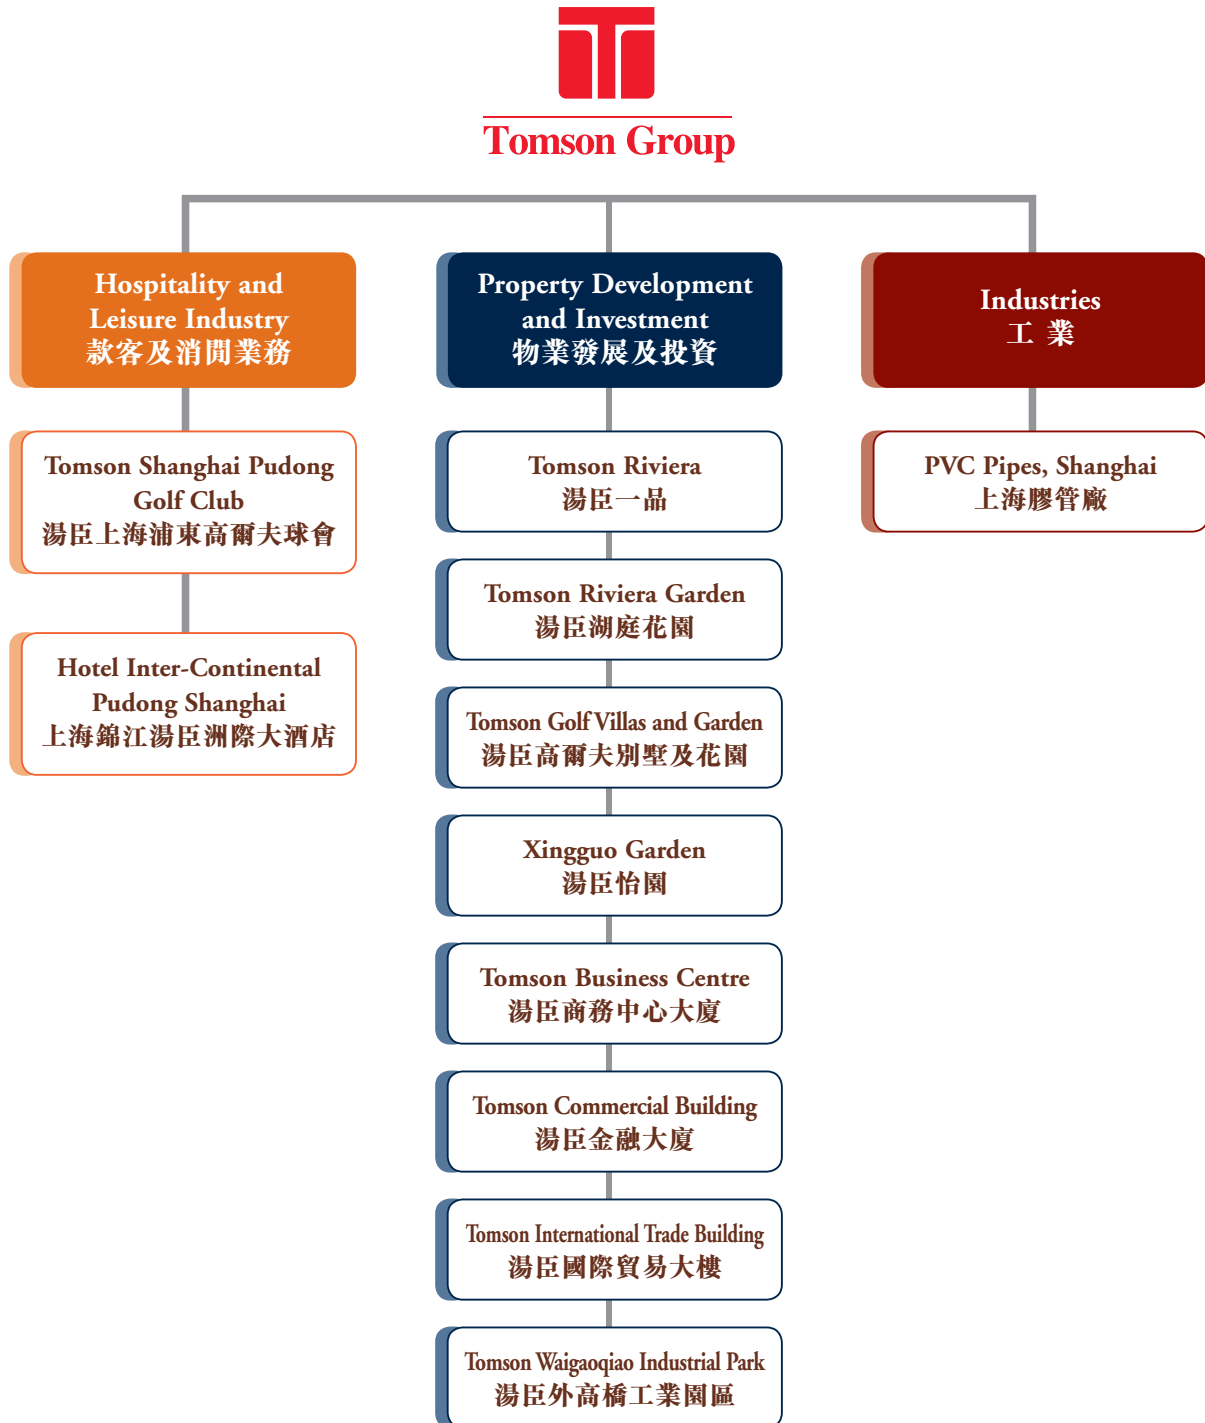 Tomson Group
Hospitality and
Leisure Industry
款客及消閒業務
Tomson Shanghai Pudong
Golf Club
湯臣上海浦東高爾夫球會
Hotel Inter-Continental
Pudong Shanghai
上海錦江湯臣洲際大酒店
Property Development
and Investment
物業發展及投資
Tomson Riviera
湯臣一品
Tomson Riviera Garden
湯臣湖庭花園
Tomson Golf Villas and Garden
湯臣高爾夫別墅及花園
Xingguo Garden
湯臣怡園
Tomson Business Centre
湯臣商務中心大廈
Tomson Commercial Building
湯臣金融大廈
Tomson International Trade Building
湯臣國際貿易大樓
Tomson Waigaoqiao Industrial Park
湯臣外高橋工業園區
Industries
工 業
PVC Pipes, Shanghai
上海膠管廠